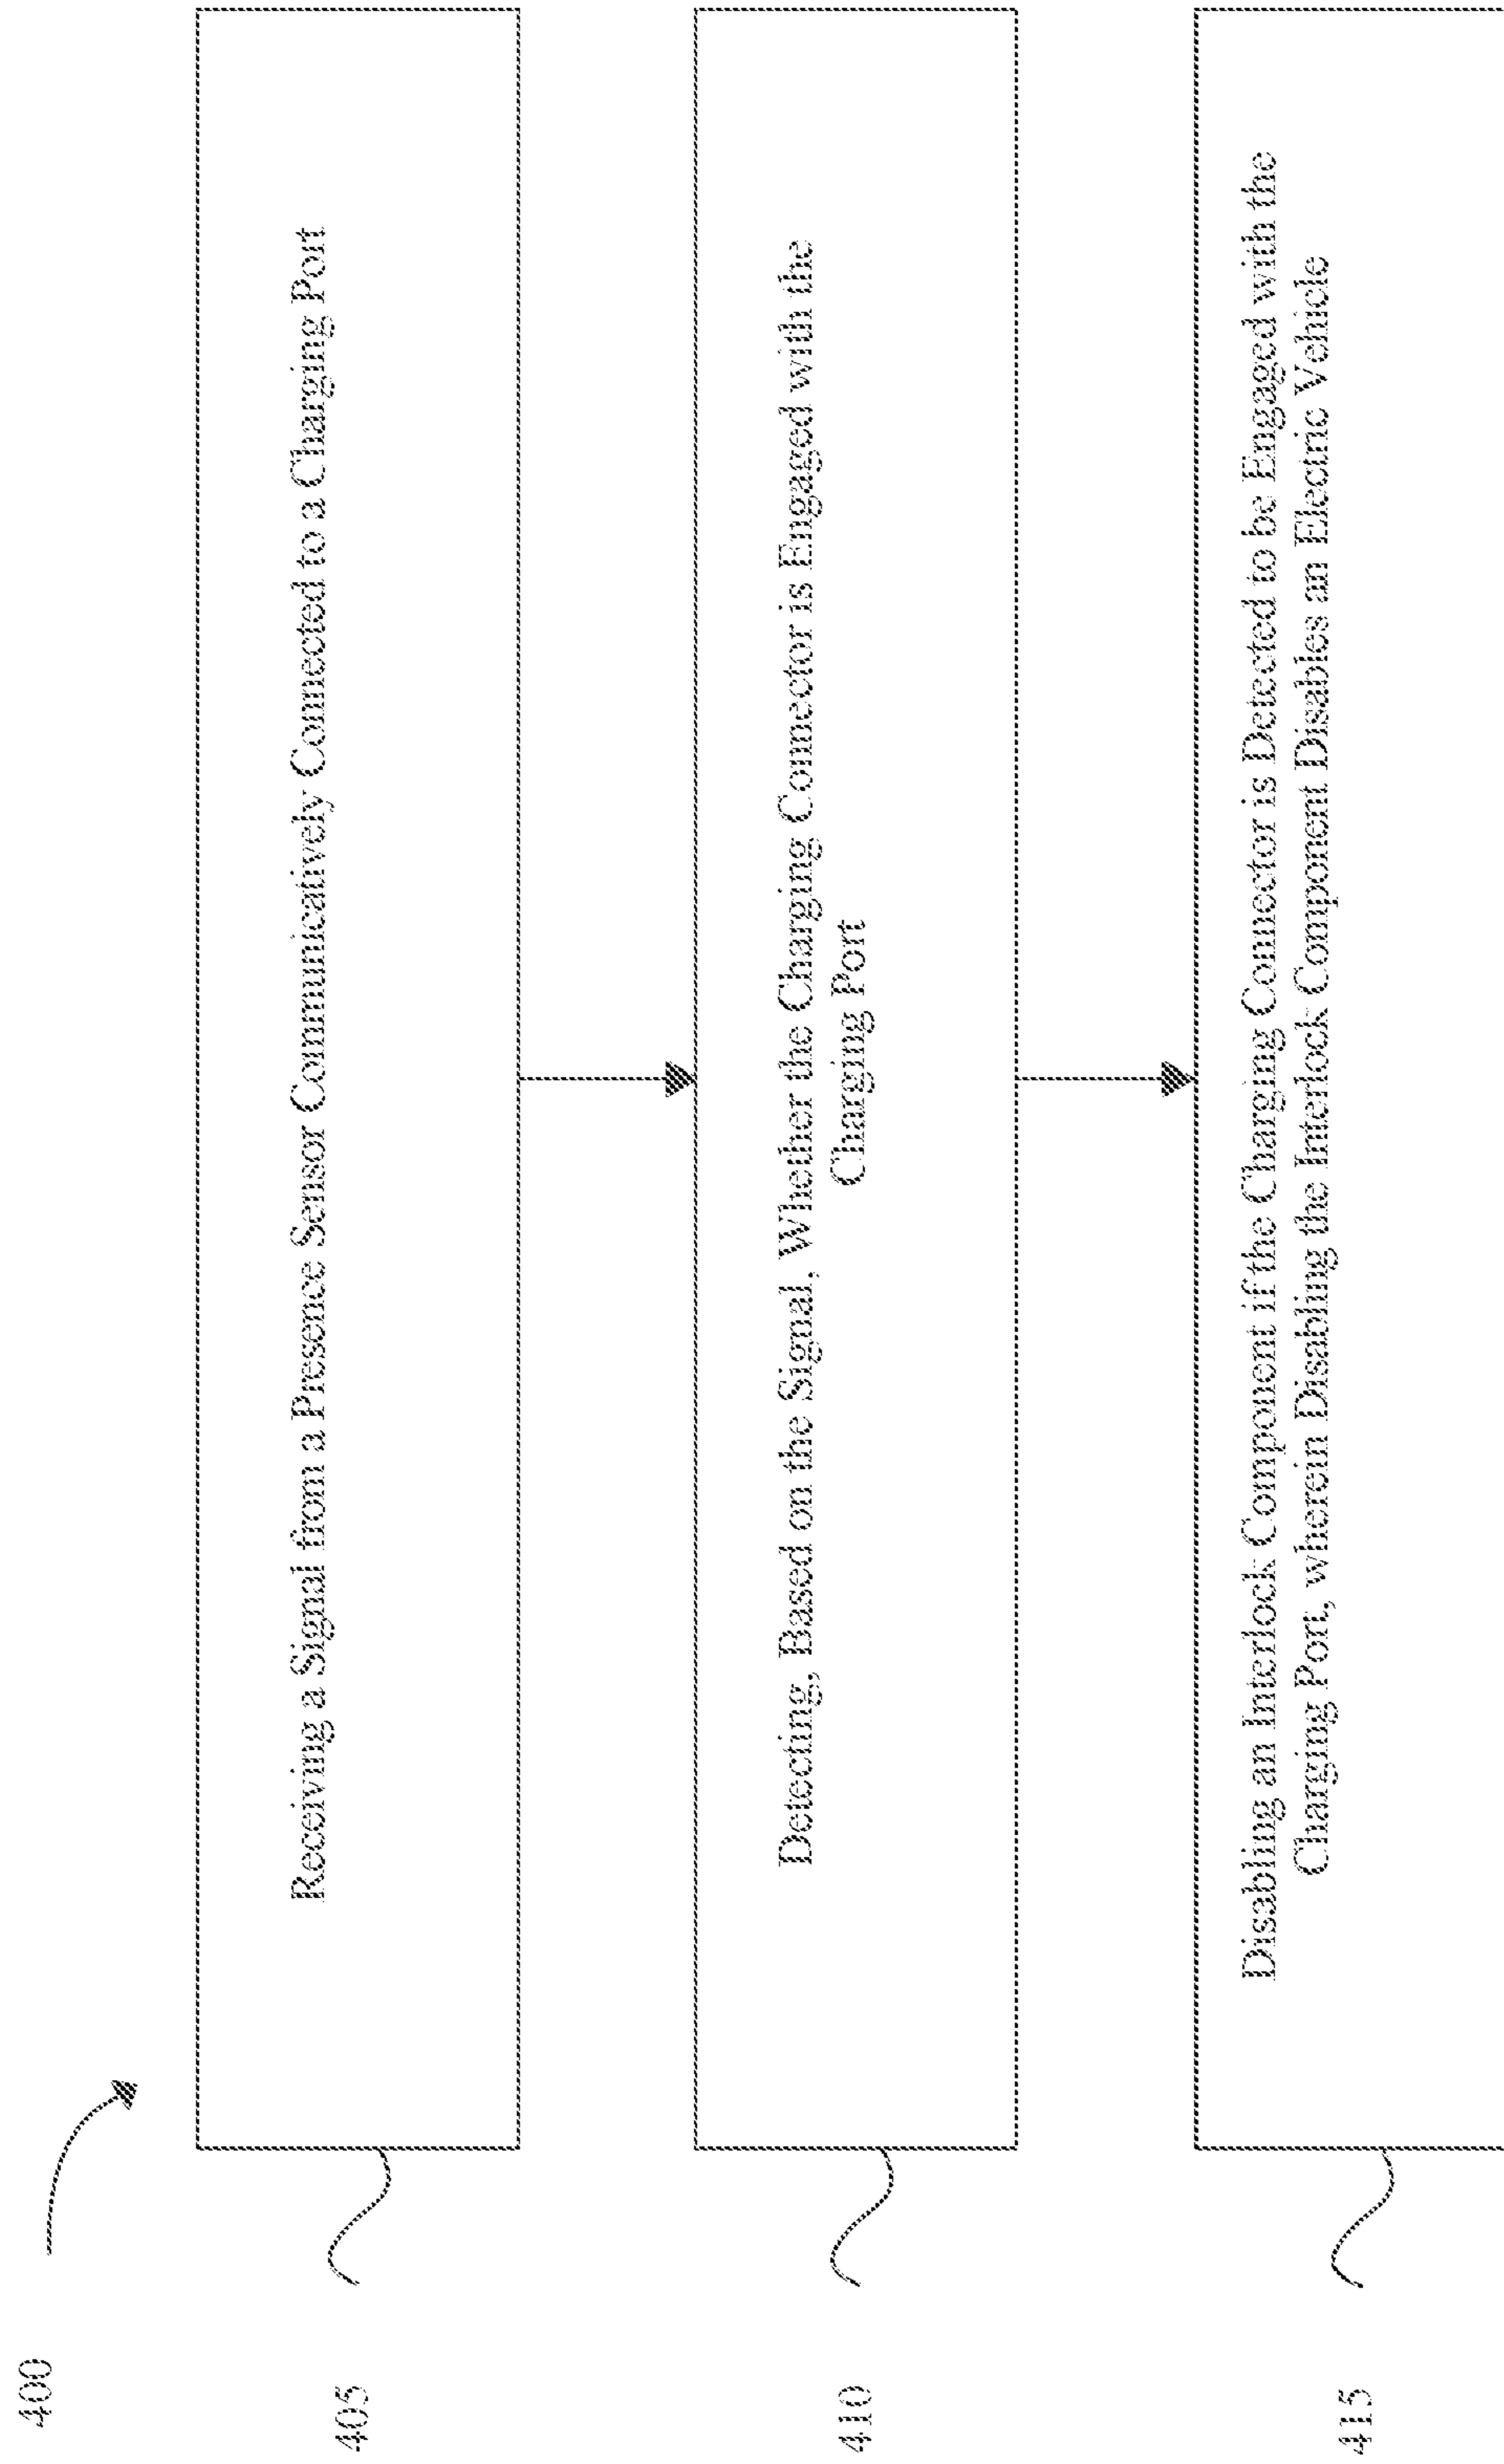 400
405
Receiving a Signal from a Presence Sensor Communicatively Connected to a Charging Port
410
Detecting, Based on the Signal, Whether the Charging Connector is Engaged with the
Charging Port
415
Disabling an Interlock Component if the Charging Connector is Detected to be Engaged with the
Charging Port, wherein Disabling the Interlock Component Disables an Electric Vehicle